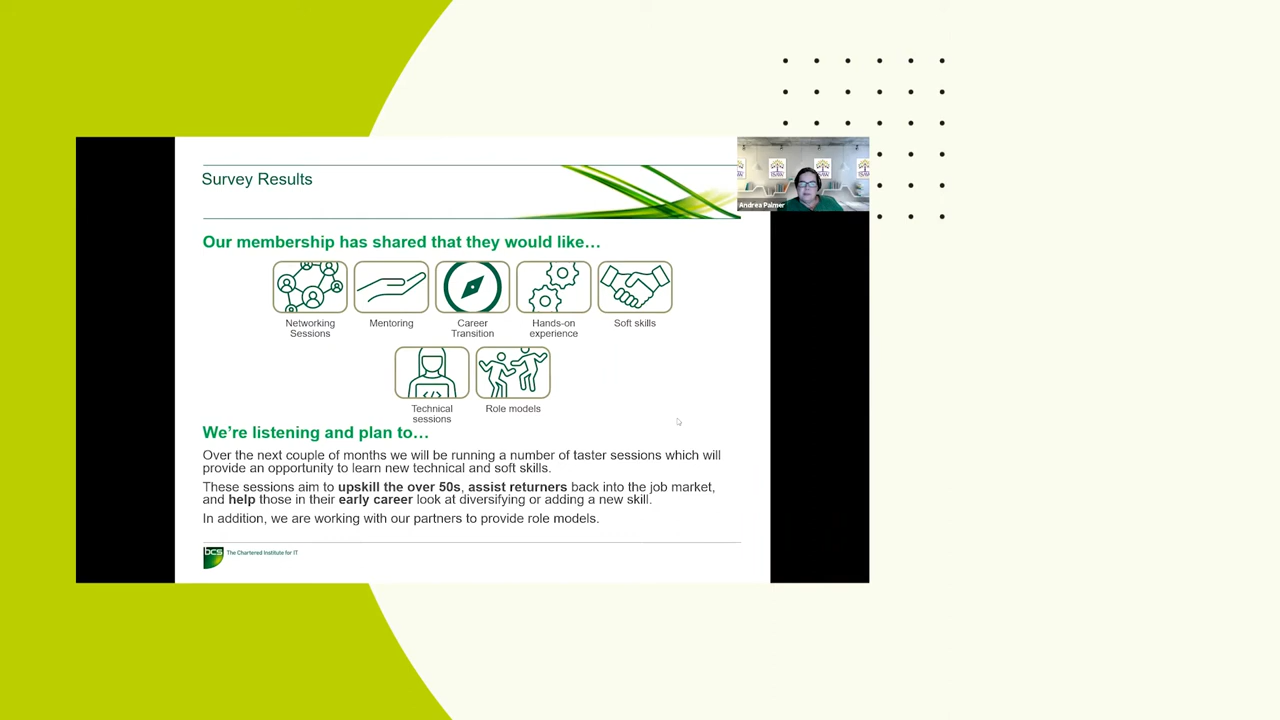 Survey Results
Andrea Palmer
Our membership has shared that they would like…
Networking
Sessions
Mentoring
Career
Transition
Hands-on
experience
Soft skills
</>
Technical
sessions
Role models
We're listening and plan to…
Over the next couple of months we will be running a number of taster sessions which will
provide an opportunity to learn new technical and soft skills.
These sessions aim to upskill the over 50s, assist returners back into the job market,
and help those in their early career look at diversifying or adding a new skill.
In addition, we are working with our partners to provide role models.
bcs
The Chartered Institute for IT